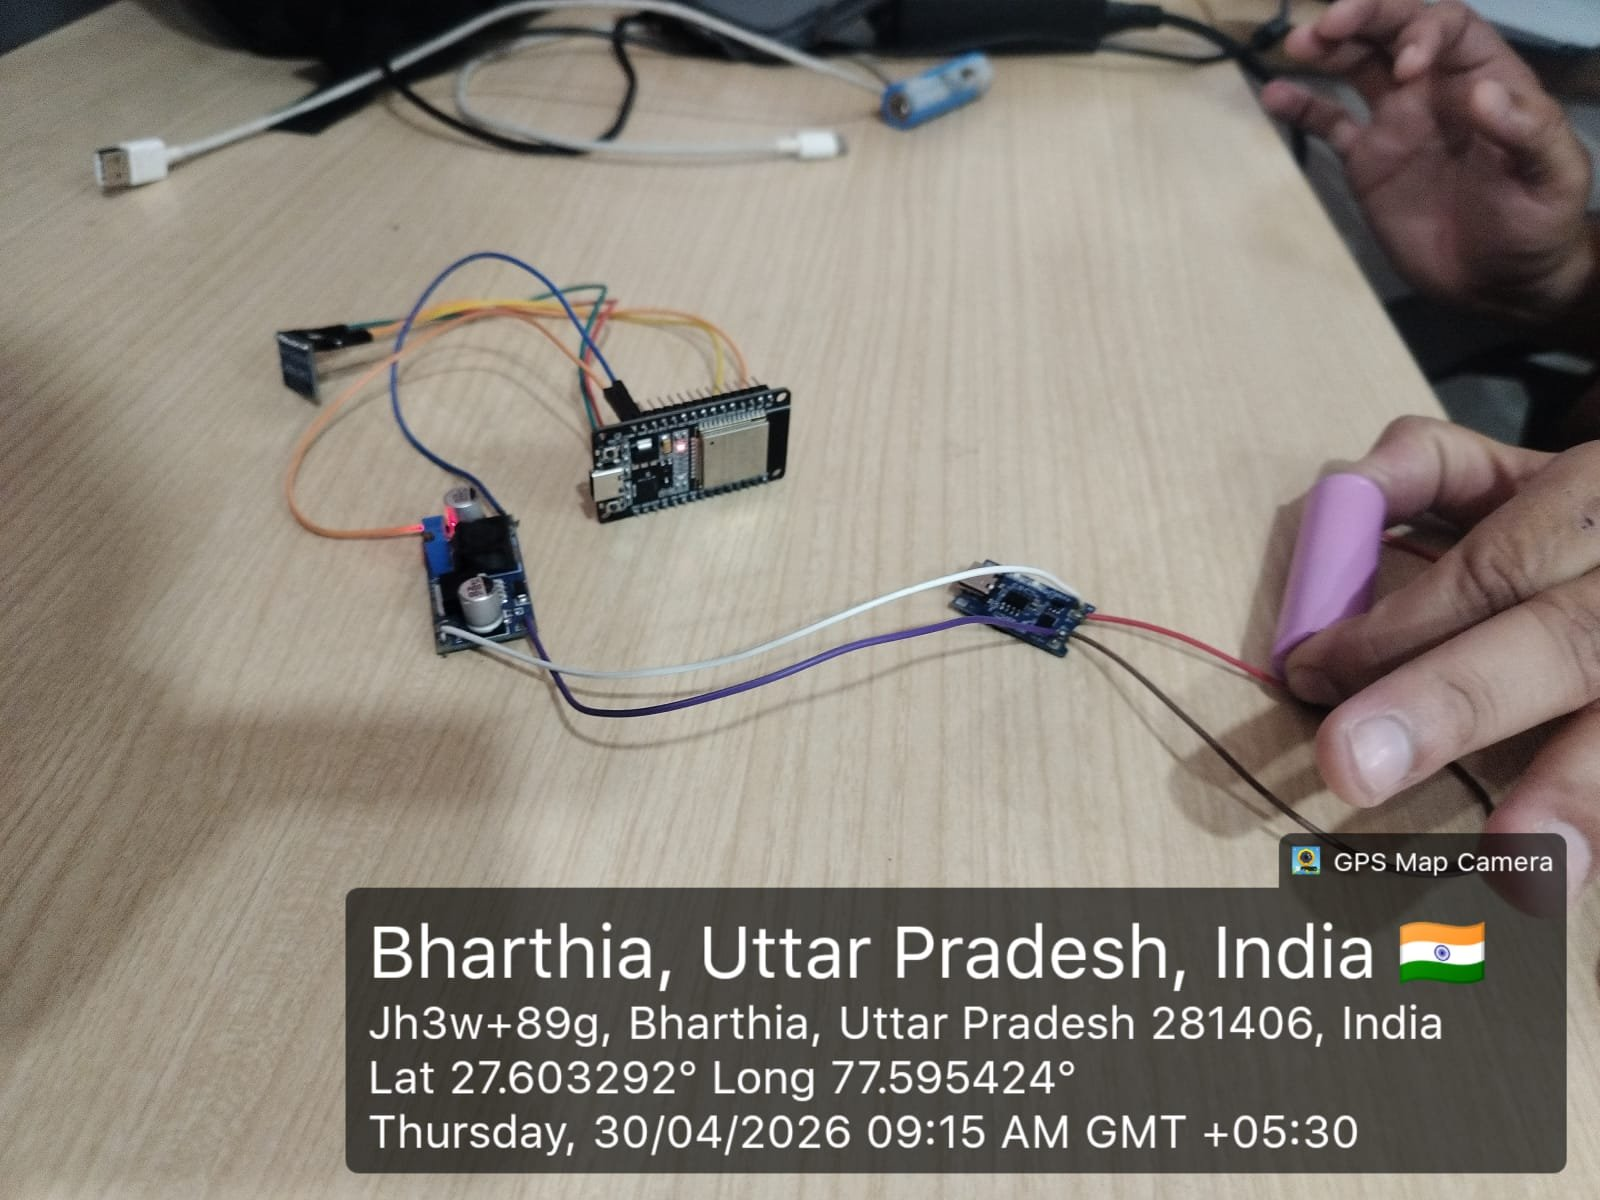 GPS Map Camera
Bharthia, Uttar Pradesh, India 🇮🇳
Jh3w+89g, Bharthia, Uttar Pradesh 281406, India
Lat 27.603292° Long 77.595424°
Thursday, 30/04/2026 09:15 AM GMT +05:30